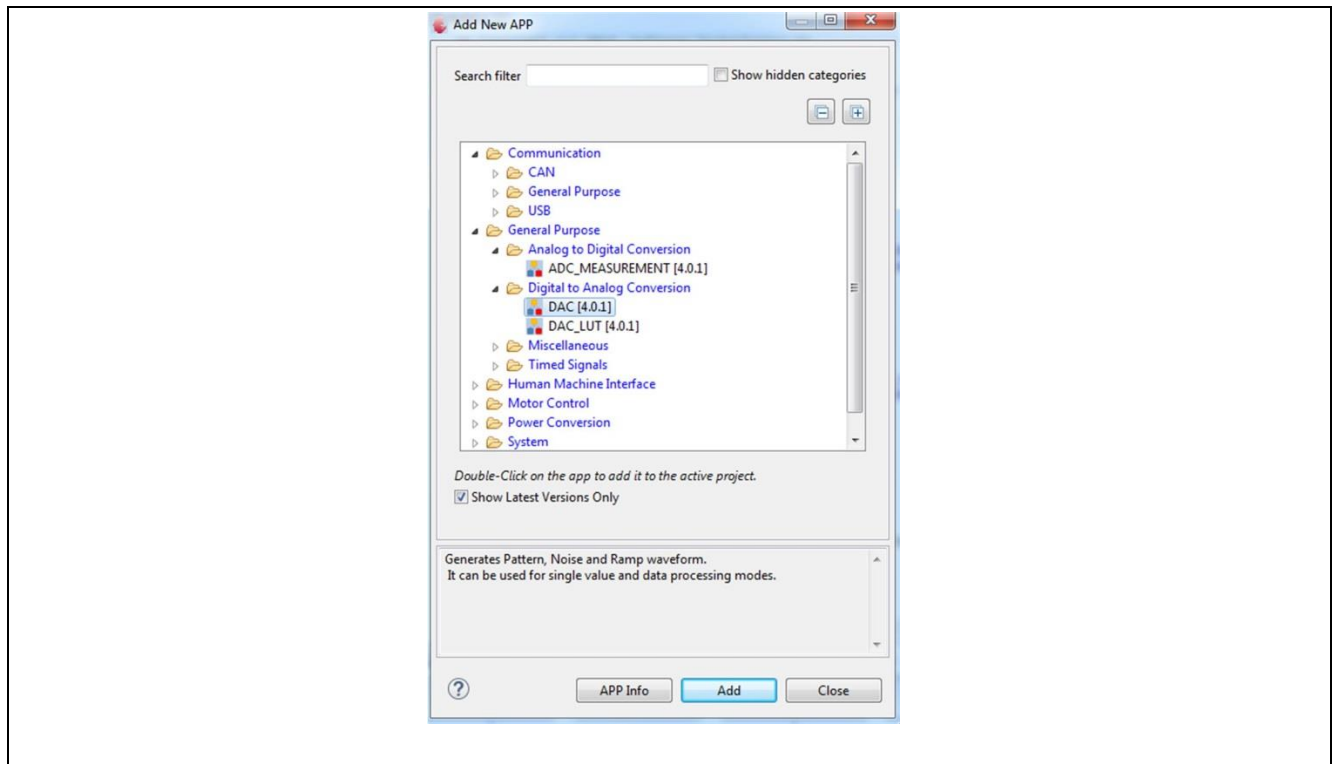 Add New APP
Search filter
Show hidden categories
Communication
CAN
General Purpose
USB
General Purpose
Analog to Digital Conversion
ADC_MEASUREMENT [4.0.1]
Digital to Analog Conversion
DAC [4.0.1]
DAC_LUT [4.0.1]
Miscellaneous
Timed Signals
Human Machine Interface
Motor Control
Power Conversion
System
Double-Click on the app to add it to the active project.
Show Latest Versions Only
Generates Pattern, Noise and Ramp waveform.
It can be used for single value and data processing modes.
? APP Info Add Close